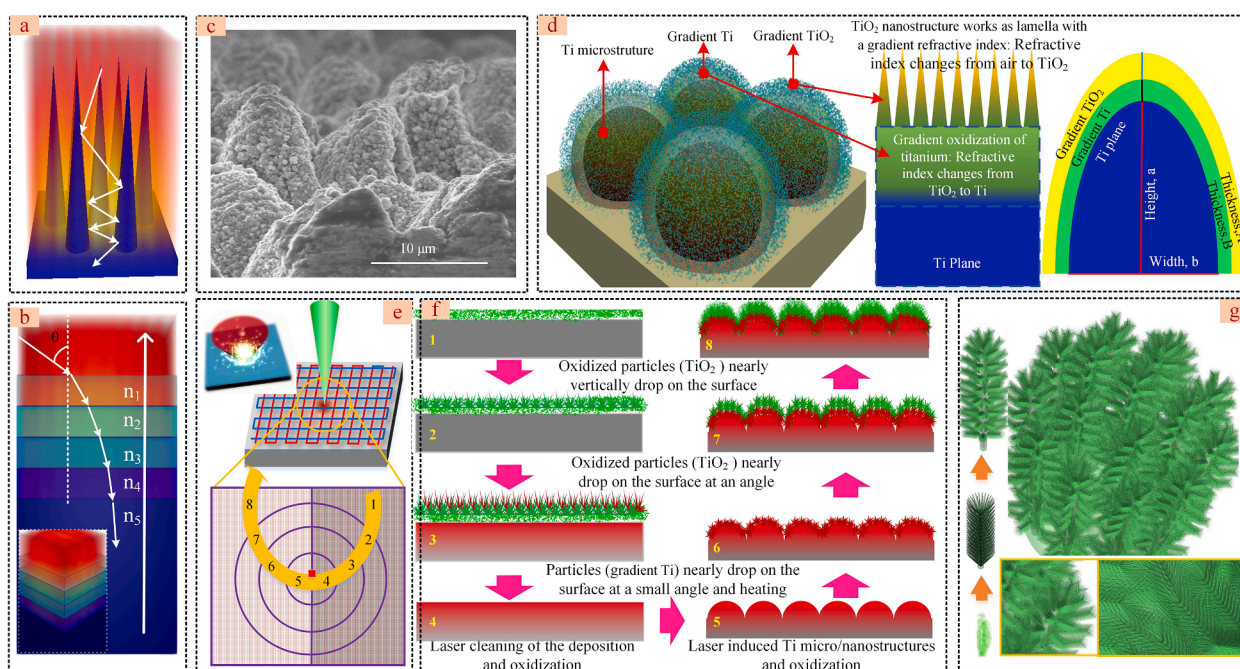 a
b
θ
n1
n2
n3
n4
n5
c
10 μm
d
Ti microstruture
Gradient Ti
Gradient TiO2
TiO2 nanostructure works as lamella with
a gradient refractive index: Refractive
index changes from air to TiO2
Gradient oxidization of
titanium: Refractive
index changes from
TiO2 to Ti
Ti Plane
Gradient TiO2
Gradient Ti
Ti plane
Height, a
Thickness,A
Thickness,B
Width, b
e
8
7
6
5
4
3
2
1
f
1
Oxidized particles (TiO2 ) nearly
vertically drop on the surface
2
Oxidized particles (TiO2 ) nearly
drop on the surface at an angle
3
Particles (gradient Ti) nearly drop on the
surface at a small angle and heating
4
Laser cleaning of the deposition
and oxidization
5
Laser induced Ti micro/nanostructures
and oxidization
6
7
8
g